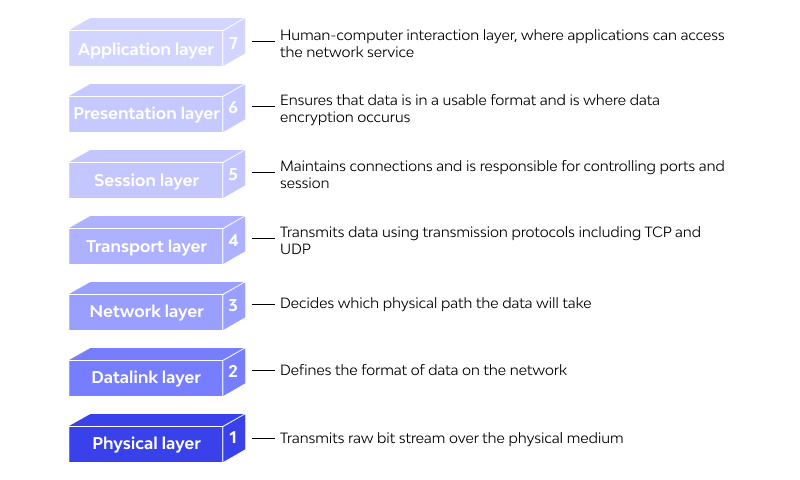 Application layer 7
Human-computer interaction layer, where applications can access
the network service
Presentation layer 6
Ensures that data is in a usable format and is where data
encryption occurus
Session layer 5
Maintains connections and is responsible for controlling ports and
session
Transport layer 4
Transmits data using transmission protocols including TCP and
UDP
Network layer 3
Decides which physical path the data will take
Datalink layer 2
Defines the format of data on the network
Physical layer 1
Transmits raw bit stream over the physical medium